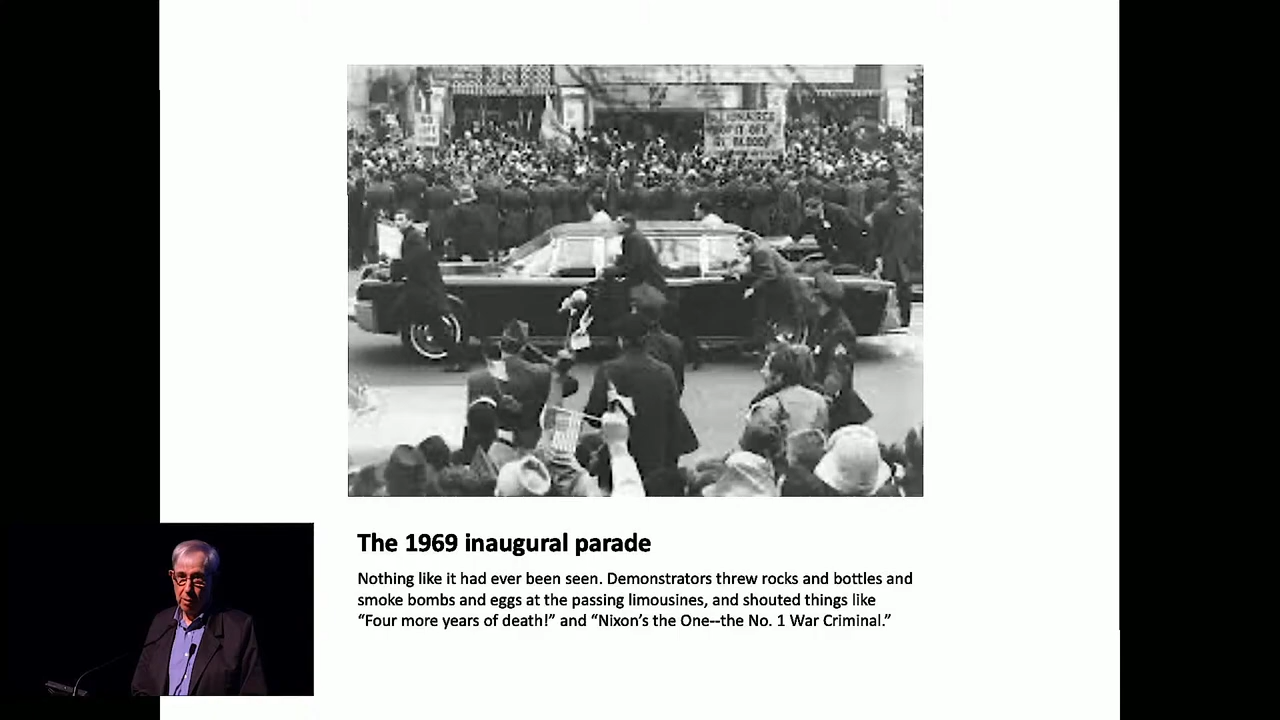 The 1969 inaugural parade
Nothing like it had ever been seen. Demonstrators threw rocks and bottles and
smoke bombs and eggs at the passing limousines, and shouted things like
“Four more years of death!” and “Nixon’s the One--the No. 1 War Criminal.”